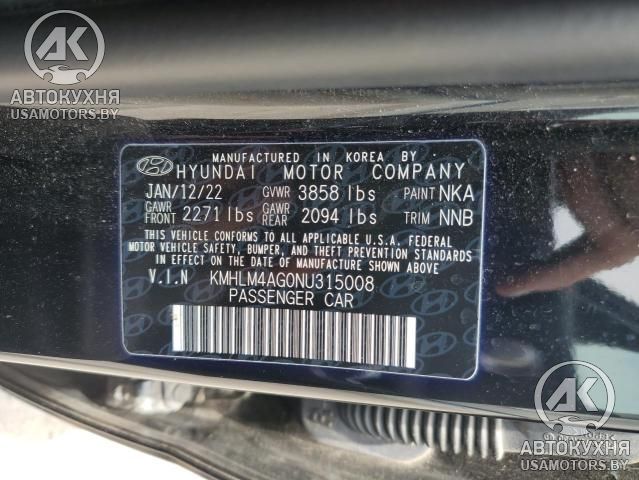 AK
АВТОКУХНЯ
USAMOTORS.BY
MANUFACTURED IN KOREA BY
HYUNDAI MOTOR COMPANY
JAN/12/22 GVWR 3858 lbs PAINT NKA
GAWR FRONT 2271 lbs GAWR REAR 2094 lbs TRIM NNB
THIS VEHICLE CONFORMS TO ALL APPLICABLE U.S.A. FEDERAL
MOTOR VEHICLE SAFETY, BUMPER, AND THEFT PREVENTION STANDARDS
IN EFFECT ON THE DATE OF MANUFACTURE SHOWN ABOVE.
V.I.N KMHLM4AG0NU315008
PASSENGER CAR
AK
АВТОКУХНЯ
USAMOTORS.BY